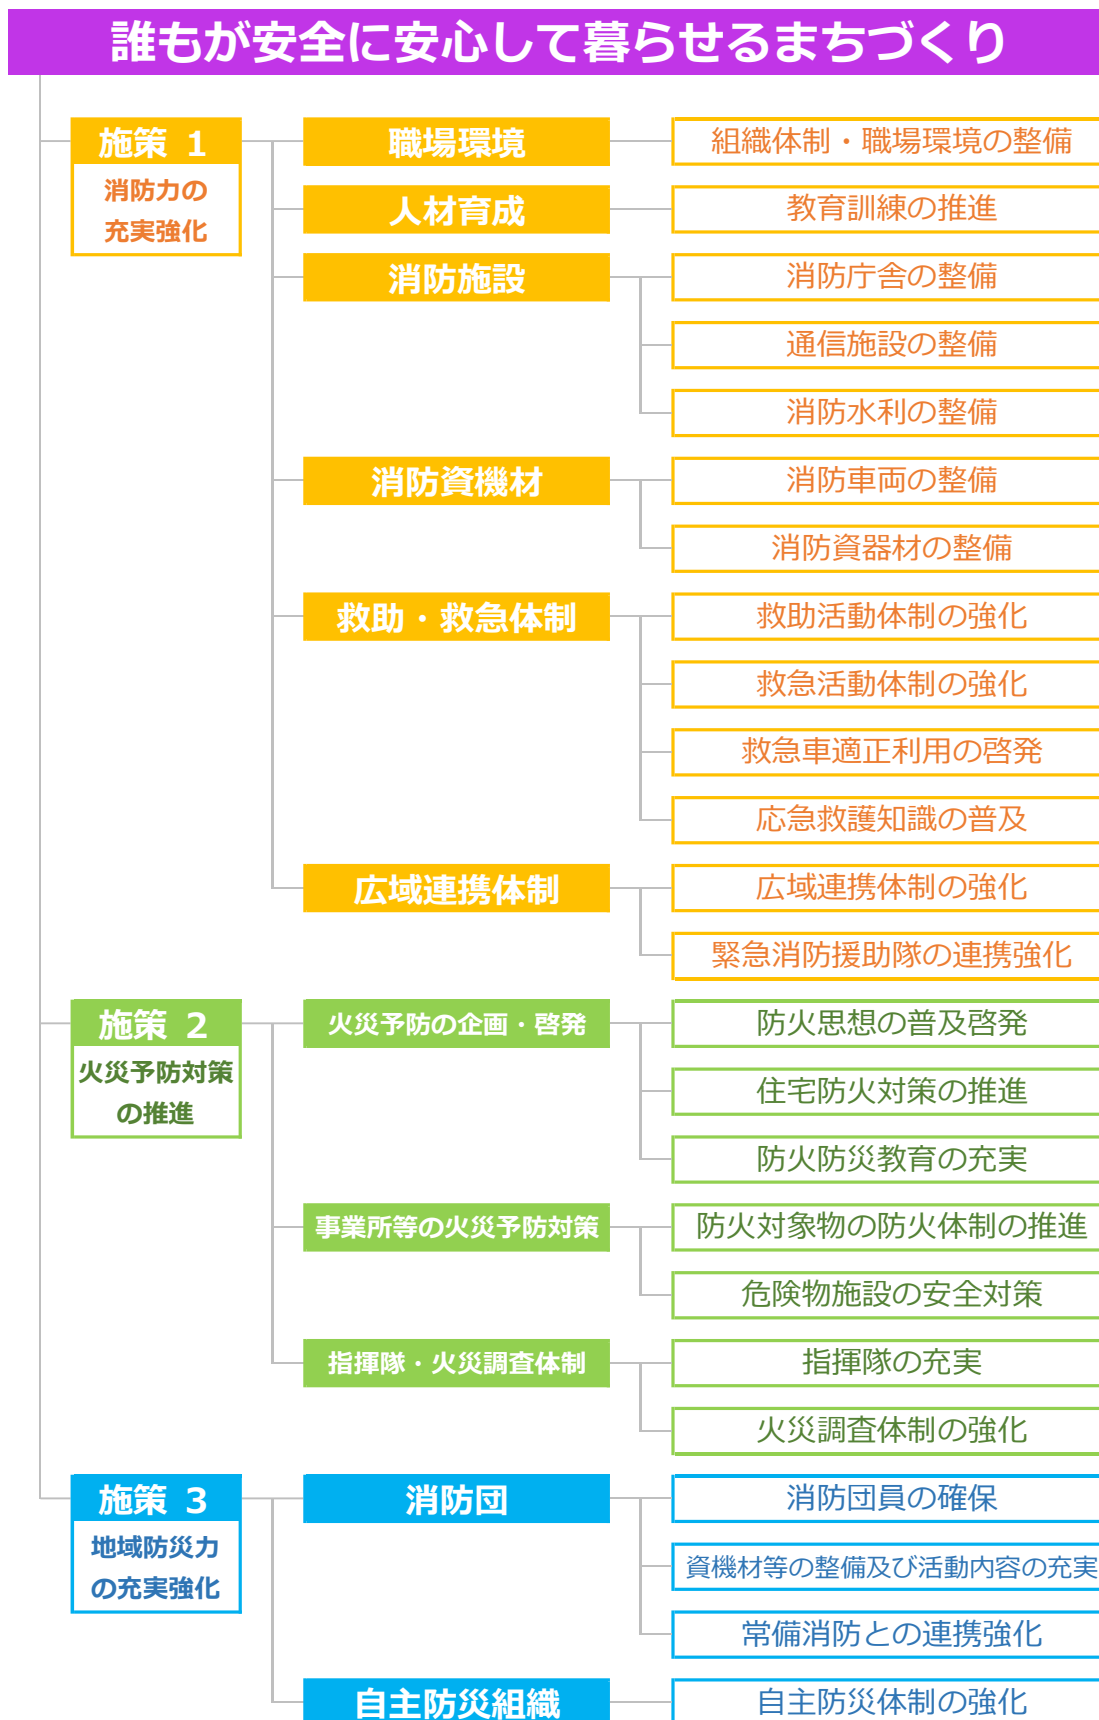 誰もが安全に安心して暮らせるまちづくり
施策 1
消防力の
充実強化
職場環境
組織体制・職場環境の整備
人材育成
教育訓練の推進
消防施設
消防庁舎の整備
通信施設の整備
消防水利の整備
消防資機材
消防車両の整備
消防資器材の整備
救助・救急体制
救助活動体制の強化
救急活動体制の強化
救急車適正利用の啓発
応急救護知識の普及
広域連携体制
広域連携体制の強化
緊急消防援助隊の連携強化
施策 2
火災予防対策
の推進
火災予防の企画・啓発
防火思想の普及啓発
住宅防火対策の推進
防火防災教育の充実
事業所等の火災予防対策
防火対象物の防火体制の推進
危険物施設の安全対策
指揮隊・火災調査体制
指揮隊の充実
火災調査体制の強化
施策 3
地域防災力
の充実強化
消防団
消防団員の確保
資機材等の整備及び活動内容の充実
常備消防との連携強化
自主防災組織
自主防災体制の強化